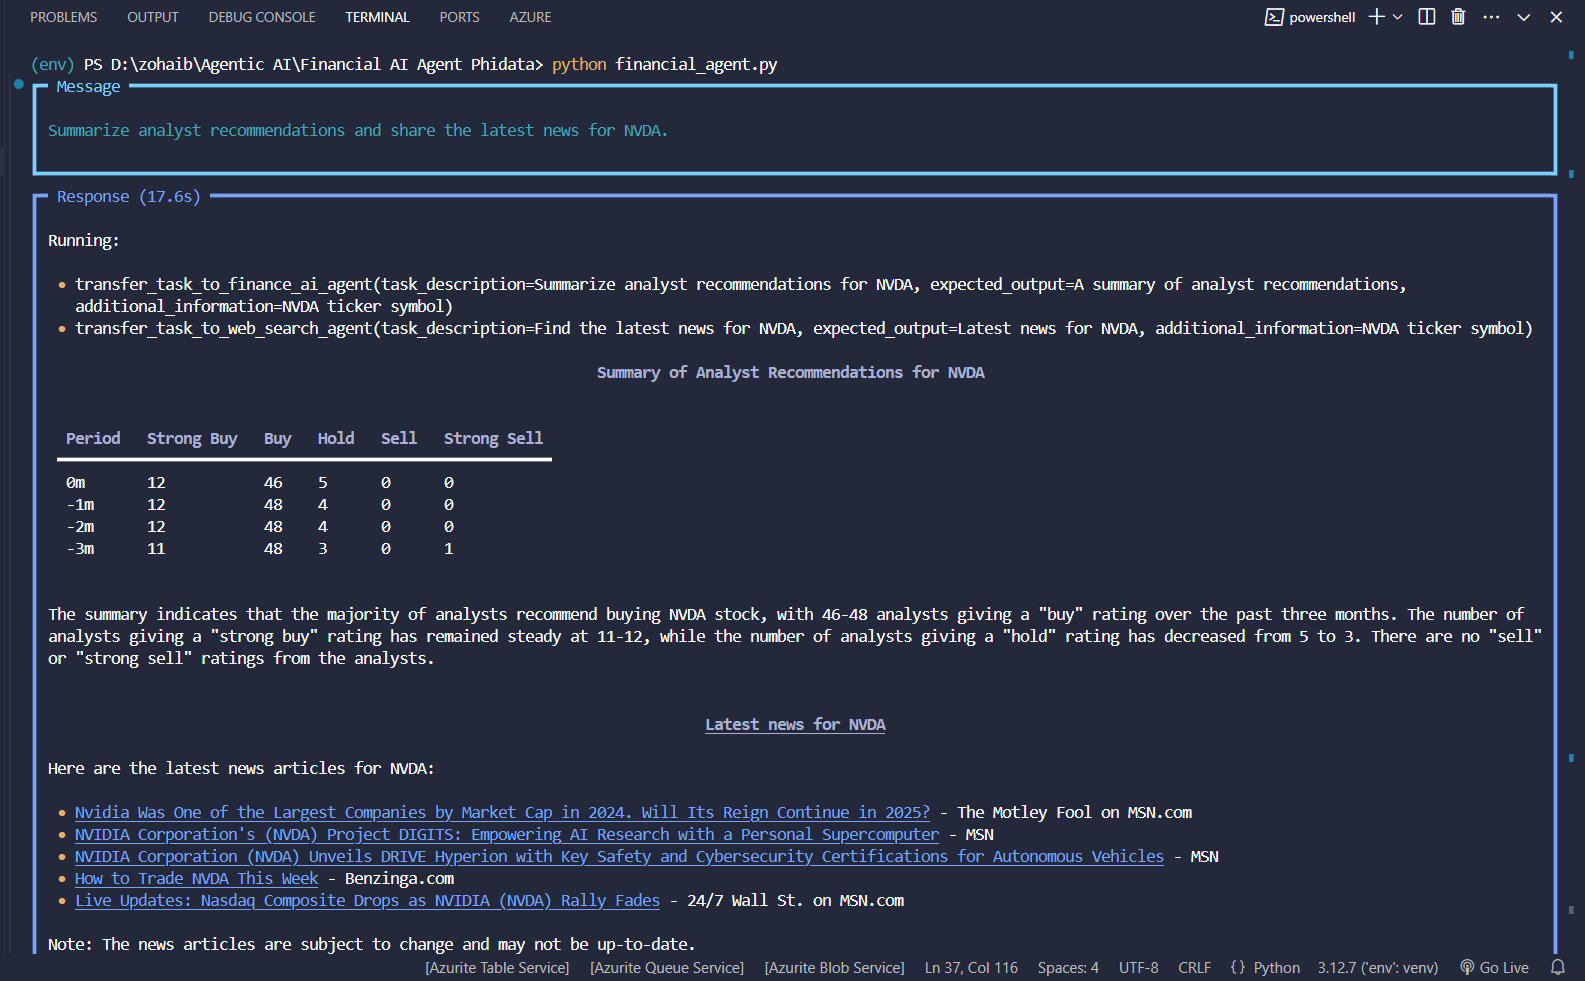 PROBLEMS OUTPUT DEBUG CONSOLE TERMINAL PORTS AZURE powershell
(env) PS D:\zohaib\Agentic AI\Financial AI Agent Phidata> python financial_agent.py
Message
Summarize analyst recommendations and share the latest news for NVDA.
Response (17.6s)
Running:
• transfer_task_to_finance_ai_agent(task_description=Summarize analyst recommendations for NVDA, expected_output=A summary of analyst recommendations,
additional_information=NVDA ticker symbol)
• transfer_task_to_web_search_agent(task_description=Find the latest news for NVDA, expected_output=Latest news for NVDA, additional_information=NVDA ticker symbol)
Summary of Analyst Recommendations for NVDA
Period Strong Buy Buy Hold Sell Strong Sell
0m 12 46 5 0 0
-1m 12 48 4 0 0
-2m 12 48 4 0 0
-3m 11 48 3 0 1
The summary indicates that the majority of analysts recommend buying NVDA stock, with 46-48 analysts giving a "buy" rating over the past three months. The number of
analysts giving a "strong buy" rating has remained steady at 11-12, while the number of analysts giving a "hold" rating has decreased from 5 to 3. There are no "sell"
or "strong sell" ratings from the analysts.
Latest news for NVDA
Here are the latest news articles for NVDA:
• Nvidia Was One of the Largest Companies by Market Cap in 2024. Will Its Reign Continue in 2025? - The Motley Fool on MSN.com
• NVIDIA Corporation's (NVDA) Project DIGITS: Empowering AI Research with a Personal Supercomputer - MSN
• NVIDIA Corporation (NVDA) Unveils DRIVE Hyperion with Key Safety and Cybersecurity Certifications for Autonomous Vehicles - MSN
• How to Trade NVDA This Week - Benzinga.com
• Live Updates: Nasdaq Composite Drops as NVIDIA (NVDA) Rally Fades - 24/7 Wall St. on MSN.com
Note: The news articles are subject to change and may not be up-to-date.
[Azurite Table Service] [Azurite Queue Service] [Azurite Blob Service] Ln 37, Col 116 Spaces: 4 UTF-8 CRLF {} Python 3.12.7 ('env': venv) Go Live